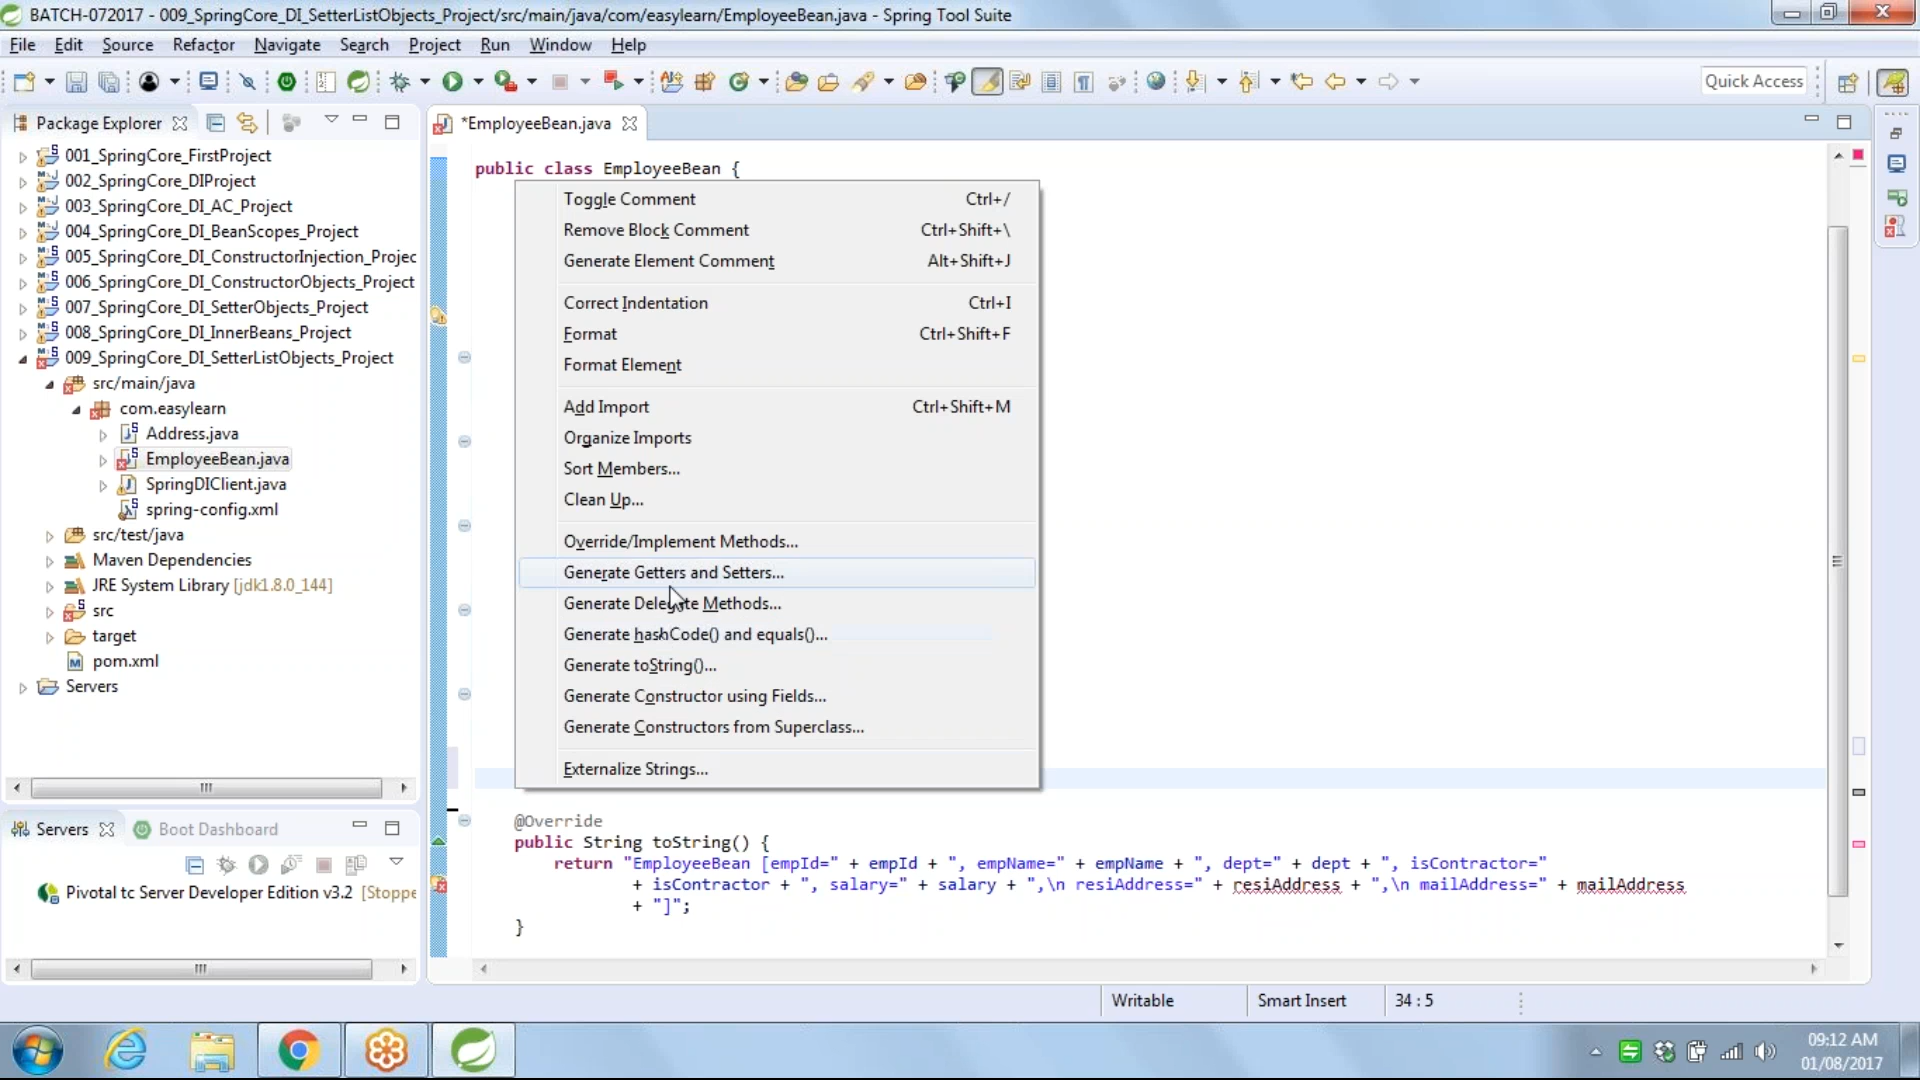 BATCH-072017 - 009_SpringCore_DI_SetterListObjects_Project/src/main/java/com/easylearn/EmployeeBean.java - Spring Tool Suite
File Edit Source Refactor Navigate Search Project Run Window Help
Quick Access
Package Explorer
*EmployeeBean.java
001_SpringCore_FirstProject
002_SpringCore_DIProject
003_SpringCore_DI_AC_Project
004_SpringCore_DI_BeanScopes_Project
005_SpringCore_DI_ConstructorInjection_Projec
006_SpringCore_DI_ConstructorObjects_Project
007_SpringCore_DI_SetterObjects_Project
008_SpringCore_DI_InnerBeans_Project
009_SpringCore_DI_SetterListObjects_Project
src/main/java
com.easylearn
Address.java
EmployeeBean.java
SpringDIClient.java
spring-config.xml
src/test/java
Maven Dependencies
JRE System Library [jdk1.8.0_144]
src
target
pom.xml
Servers
public class EmployeeBean {
Toggle Comment Ctrl+/
Remove Block Comment Ctrl+Shift+\
Generate Element Comment Alt+Shift+J
Correct Indentation Ctrl+I
Format Ctrl+Shift+F
Format Element
Add Import Ctrl+Shift+M
Organize Imports
Sort Members...
Clean Up...
Override/Implement Methods...
Generate Getters and Setters...
Generate Delegate Methods...
Generate hashCode() and equals()...
Generate toString()...
Generate Constructor using Fields...
Generate Constructors from Superclass...
Externalize Strings...
@Override
public String toString() {
return "EmployeeBean [empId=" + empId + ", empName=" + empName + ", dept=" + dept + ", isContractor="
+ isContractor + ", salary=" + salary + ",\n resiAddress=" + resiAddress + ",\n mailAddress=" + mailAddress
+ "]";
}
Servers Boot Dashboard
Pivotal tc Server Developer Edition v3.2 [Stoppe
Writable Smart Insert 34 : 5
09:12 AM
01/08/2017